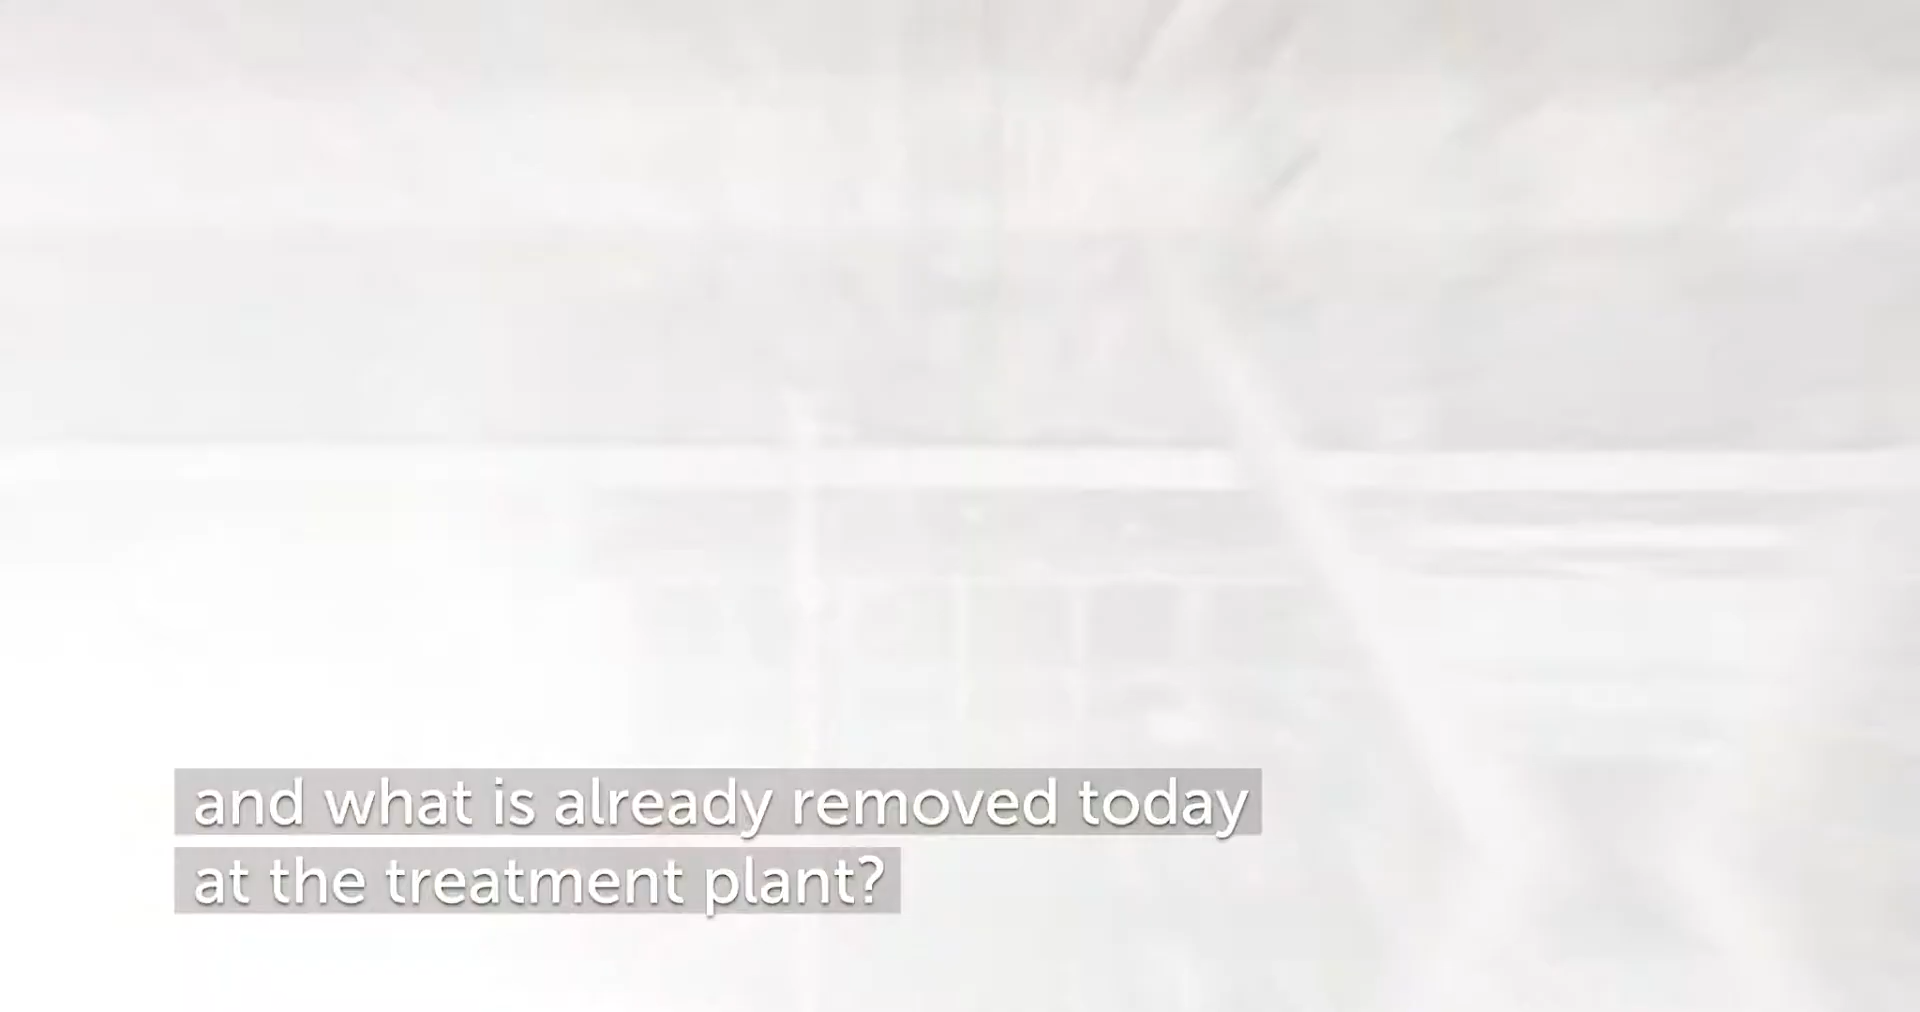 and what is already removed today
at the treatment plant?